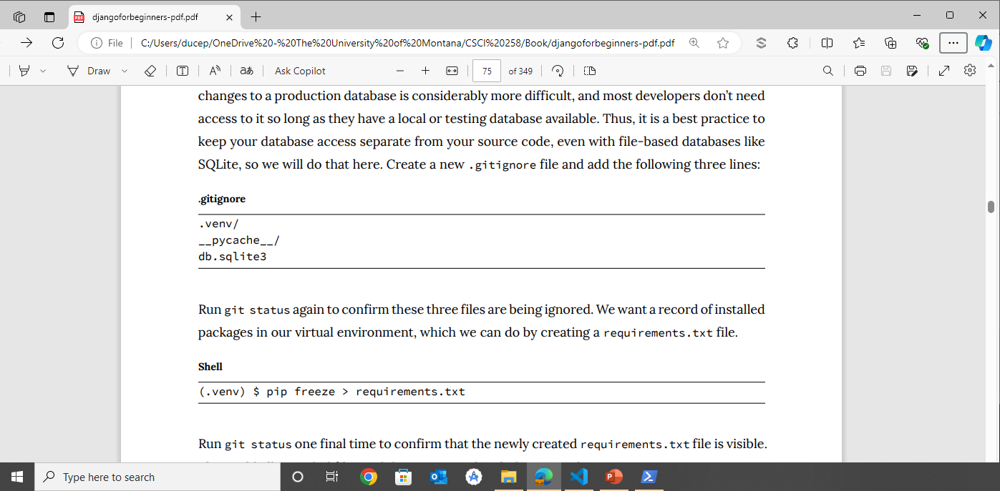 djangoforbeginners-pdf.pdf
File
C:/Users/ducep/OneDrive%20-%20The%20University%20of%20Montana/CSCI%20258/Book/djangoforbeginners-pdf.pdf
Draw
aあ
Ask Copilot
75
of 349
changes to a production database is considerably more difficult, and most developers don’t need
access to it so long as they have a local or testing database available. Thus, it is a best practice to
keep your database access separate from your source code, even with file-based databases like
SQLite, so we will do that here. Create a new .gitignore file and add the following three lines:
.gitignore
.venv/
__pycache__/
db.sqlite3
Run git status again to confirm these three files are being ignored. We want a record of installed
packages in our virtual environment, which we can do by creating a requirements.txt file.
Shell
(.venv) $ pip freeze > requirements.txt
Run git status one final time to confirm that the newly created requirements.txt file is visible.
Type here to search